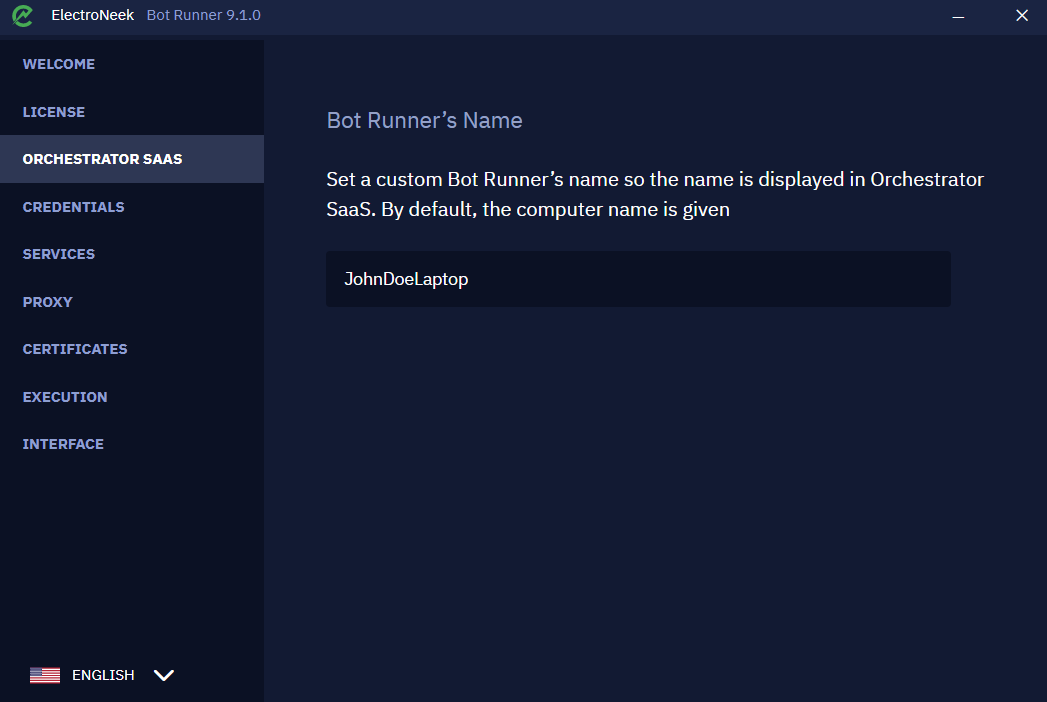 ElectroNeek Bot Runner 9.1.0
WELCOME
LICENSE
ORCHESTRATOR SAAS
CREDENTIALS
SERVICES
PROXY
CERTIFICATES
EXECUTION
INTERFACE
ENGLISH
Bot Runner’s Name
Set a custom Bot Runner’s name so the name is displayed in Orchestrator
SaaS. By default, the computer name is given
JohnDoeLaptop